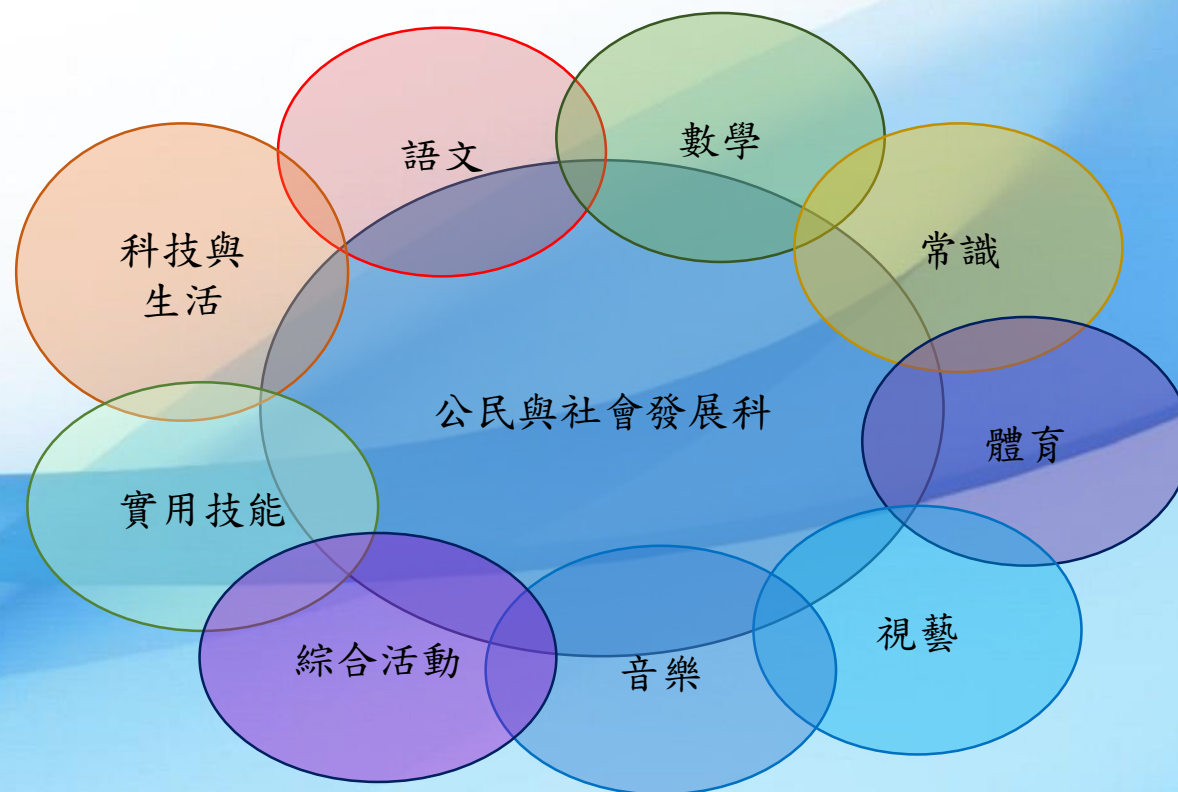 語文
數學
科技與
生活
常識
公民與社會發展科
體育
實用技能
視藝
綜合活動
音樂